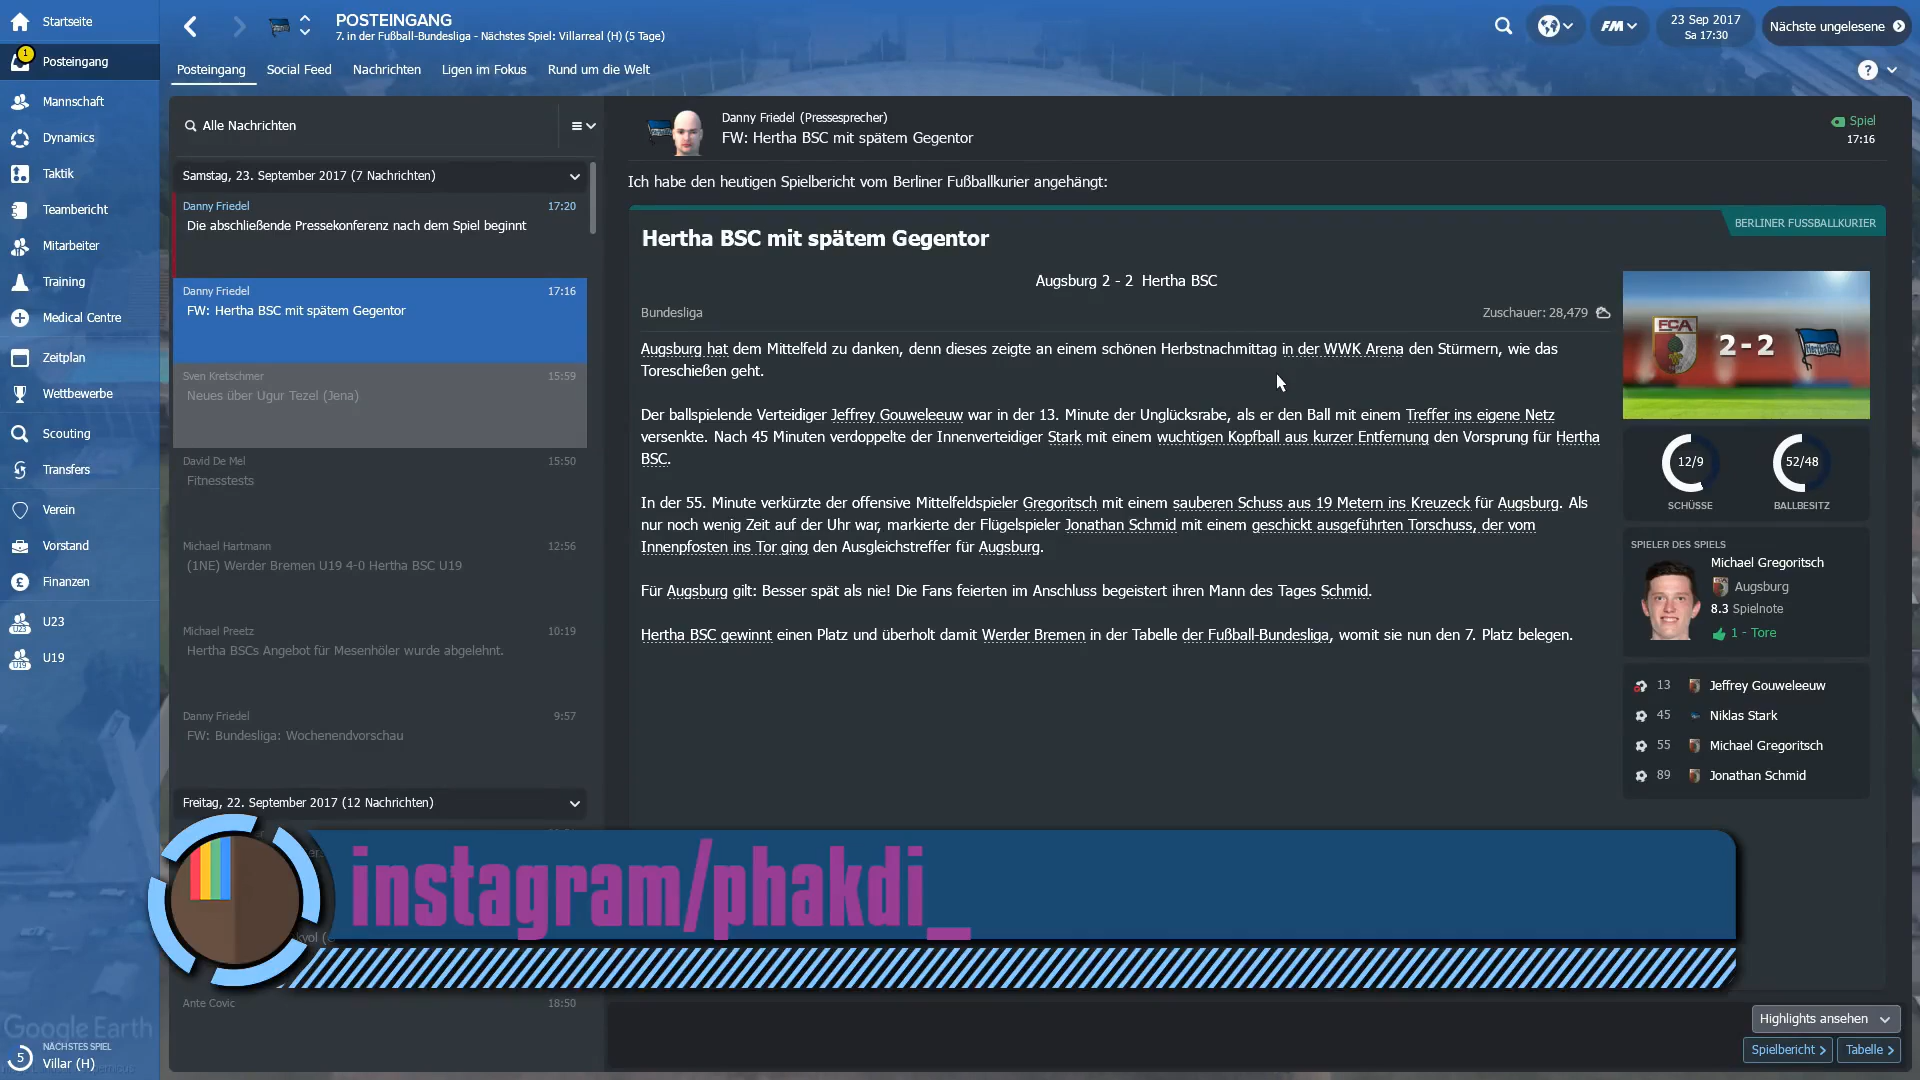 Startseite
1
Posteingang
Mannschaft
Dynamics
Taktik
Teambericht
Mitarbeiter
Training
Medical Centre
Zeitplan
Wettbewerbe
Scouting
Transfers
Verein
Vorstand
Finanzen
U23
U23
U19
U19
Google Earth
NÄCHSTES SPIEL
5
Villar (H)
POSTEINGANG
7. in der Fußball-Bundesliga - Nächstes Spiel: Villarreal (H) (5 Tage)
FM
23 Sep 2017
Sa 17:30
Nächste ungelesene
Posteingang
Social Feed
Nachrichten
Ligen im Fokus
Rund um die Welt
?
Alle Nachrichten
Samstag, 23. September 2017 (7 Nachrichten)
Danny Friedel 17:20
Die abschließende Pressekonferenz nach dem Spiel beginnt
Danny Friedel 17:16
FW: Hertha BSC mit spätem Gegentor
Sven Kretschmer 15:59
Neues über Ugur Tezel (Jena)
David De Mel 15:50
Fitnesstests
Michael Hartmann 12:56
(1NE) Werder Bremen U19 4-0 Hertha BSC U19
Michael Preetz 10:19
Hertha BSCs Angebot für Mesenhöler wurde abgelehnt.
Danny Friedel 9:57
FW: Bundesliga: Wochenendvorschau
Freitag, 22. September 2017 (12 Nachrichten)
Ante Covic 18:50
Danny Friedel (Pressesprecher)
FW: Hertha BSC mit spätem Gegentor
Spiel
17:16
Ich habe den heutigen Spielbericht vom Berliner Fußballkurier angehängt:
BERLINER FUSSBALLKURIER
Hertha BSC mit spätem Gegentor
Augsburg 2 - 2 Hertha BSC
Bundesliga
Zuschauer: 28,479
Augsburg hat dem Mittelfeld zu danken, denn dieses zeigte an einem schönen Herbstnachmittag in der WWK Arena den Stürmern, wie das
Toreschießen geht.
Der ballspielende Verteidiger Jeffrey Gouweleeuw war in der 13. Minute der Unglücksrabe, als er den Ball mit einem Treffer ins eigene Netz
versenkte. Nach 45 Minuten verdoppelte der Innenverteidiger Stark mit einem wuchtigen Kopfball aus kurzer Entfernung den Vorsprung für Hertha
BSC.
In der 55. Minute verkürzte der offensive Mittelfeldspieler Gregoritsch mit einem sauberen Schuss aus 19 Metern ins Kreuzeck für Augsburg. Als
nur noch wenig Zeit auf der Uhr war, markierte der Flügelspieler Jonathan Schmid mit einem geschickt ausgeführten Torschuss, der vom
Innenpfosten ins Tor ging den Ausgleichstreffer für Augsburg.
Für Augsburg gilt: Besser spät als nie! Die Fans feierten im Anschluss begeistert ihren Mann des Tages Schmid.
Hertha BSC gewinnt einen Platz und überholt damit Werder Bremen in der Tabelle der Fußball-Bundesliga, womit sie nun den 7. Platz belegen.
FCA
2-2
12/9
SCHÜSSE
52/48
BALLBESITZ
SPIELER DES SPIELS
Michael Gregoritsch
Augsburg
8.3 Spielnote
1 - Tore
13 Jeffrey Gouweleeuw
45 Niklas Stark
55 Michael Gregoritsch
89 Jonathan Schmid
instagram/phakdi_
Highlights ansehen
Spielbericht
Tabelle